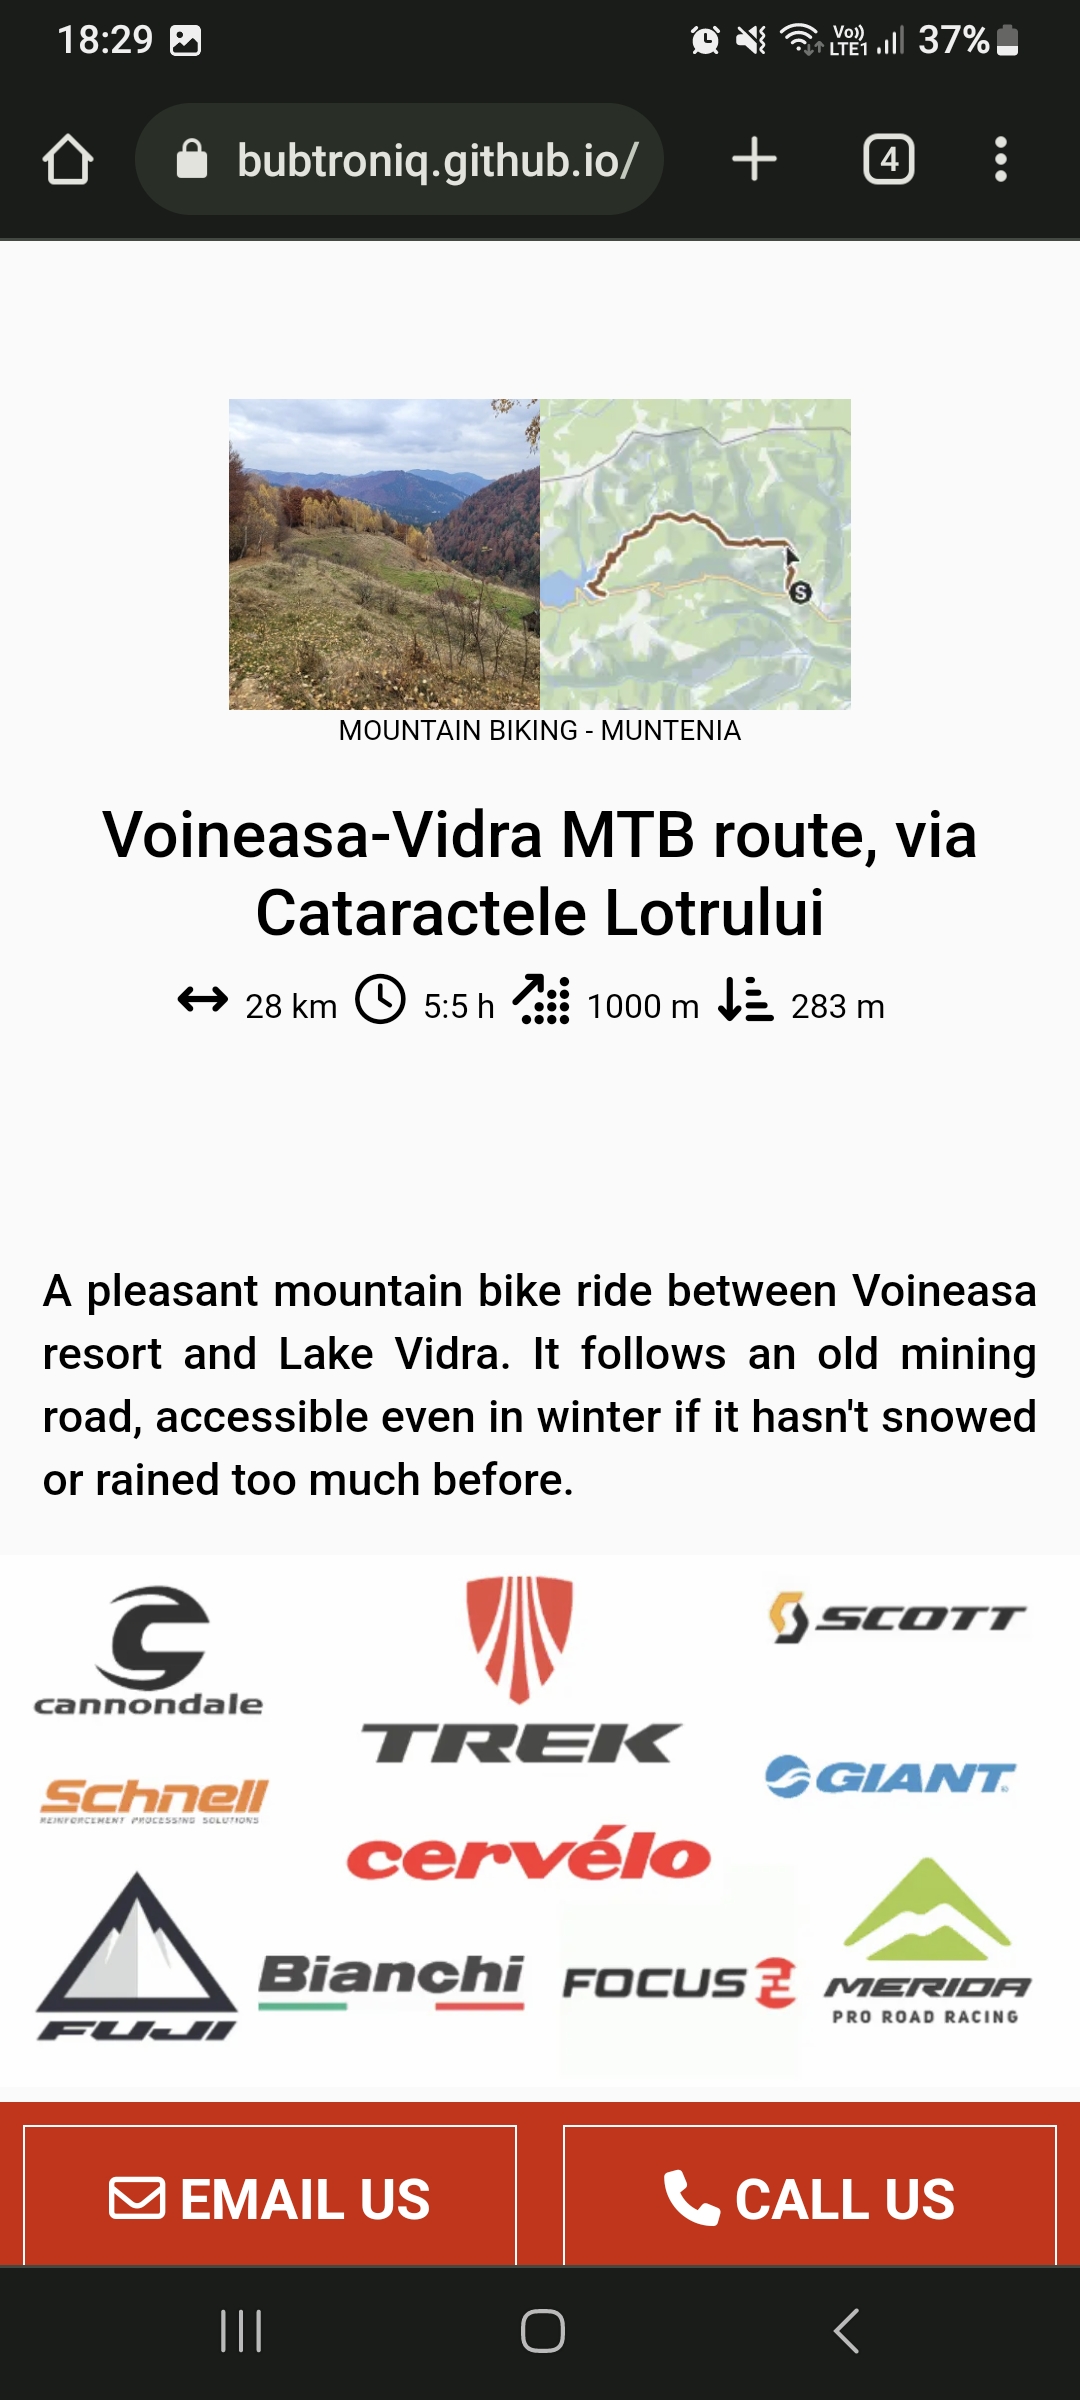 18:29
Vo)) LTE1 37%
bubtroniq.github.io/
4
S
MOUNTAIN BIKING - MUNTENIA
Voineasa-Vidra MTB route, via
Cataractele Lotrului
28 km 5:5 h 1000 m 283 m
A pleasant mountain bike ride between Voineasa
resort and Lake Vidra. It follows an old mining
road, accessible even in winter if it hasn't snowed
or rained too much before.
cannondale
TREK
SCOTT
Schnell
REINFORCEMENT PROCESSING SOLUTIONS
GIANT
cervélo
FUJI
Bianchi
FOCUS
MERIDA
PRO ROAD RACING
EMAIL US
CALL US